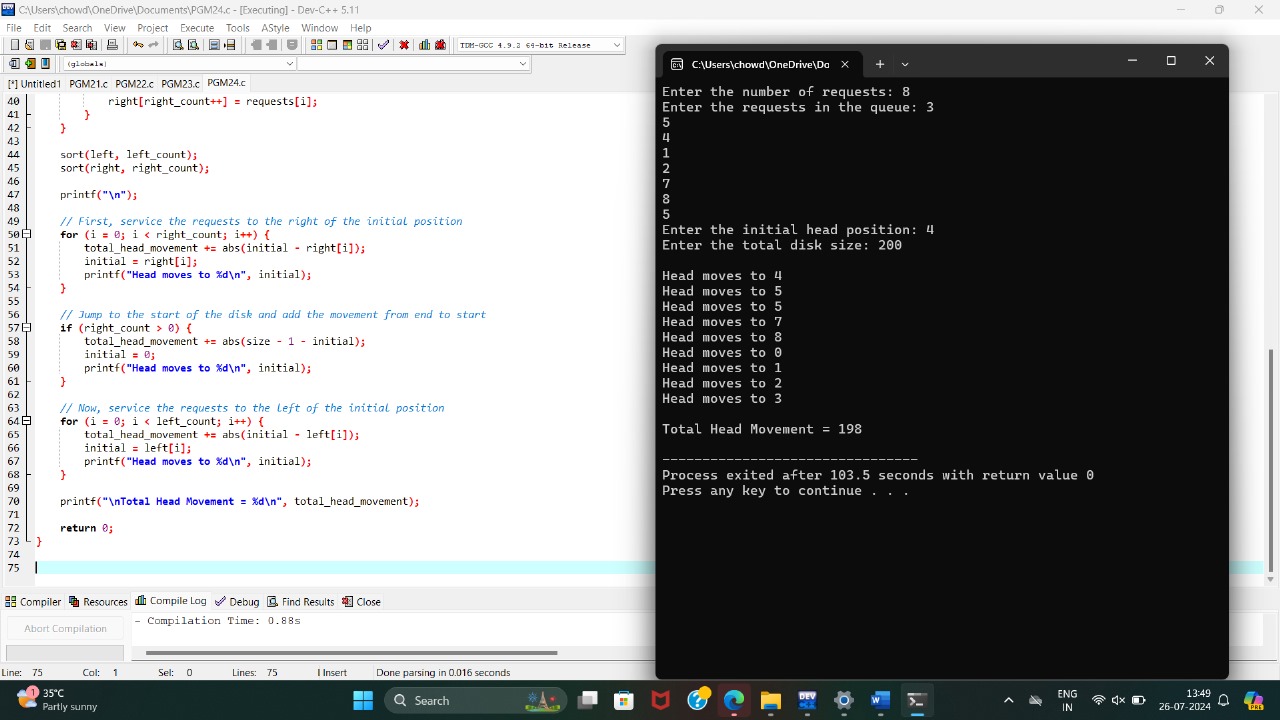 C:\Users\chowd\OneDrive\Documents\PGM24.c - [Executing] - Dev-C++ 5.11
File Edit Search View Project Execute Tools AStyle Window Help
TDM-GCC 4.9.2 64-bit Release
(globals)
[*] Untitled1 PGM21.c PGM22.c PGM23.c PGM24.c
40 right[right_count++] = requests[i];
41 }
42 }
43
44 sort(left, left_count);
45 sort(right, right_count);
46
47 printf("\n");
48
49 // First, service the requests to the right of the initial position
50 for (i = 0; i < right_count; i++) {
51 total_head_movement += abs(initial - right[i]);
52 initial = right[i];
53 printf("Head moves to %d\n", initial);
54 }
55
56 // Jump to the start of the disk and add the movement from end to start
57 if (right_count > 0) {
58 total_head_movement += abs(size - 1 - initial);
59 initial = 0;
60 printf("Head moves to %d\n", initial);
61 }
62
63 // Now, service the requests to the left of the initial position
64 for (i = 0; i < left_count; i++) {
65 total_head_movement += abs(initial - left[i]);
66 initial = left[i];
67 printf("Head moves to %d\n", initial);
68 }
69
70 printf("\nTotal Head Movement = %d\n", total_head_movement);
71
72 return 0;
73 }
74
75
C:\Users\chowd\OneDrive\Do
Enter the number of requests: 8
Enter the requests in the queue: 3
5
4
1
2
7
8
5
Enter the initial head position: 4
Enter the total disk size: 200
Head moves to 4
Head moves to 5
Head moves to 5
Head moves to 7
Head moves to 8
Head moves to 0
Head moves to 1
Head moves to 2
Head moves to 3
Total Head Movement = 198
--------------------------------
Process exited after 103.5 seconds with return value 0
Press any key to continue . . .
Compiler Resources Compile Log Debug Find Results Close
Abort Compilation
- Compilation Time: 0.88s
Line: 75 Col: 1 Sel: 0 Lines: 75 Insert Done parsing in 0.016 seconds
1
35°C
Partly sunny
Search
DEV
ENG
IN
13:49
26-07-2024
PRE